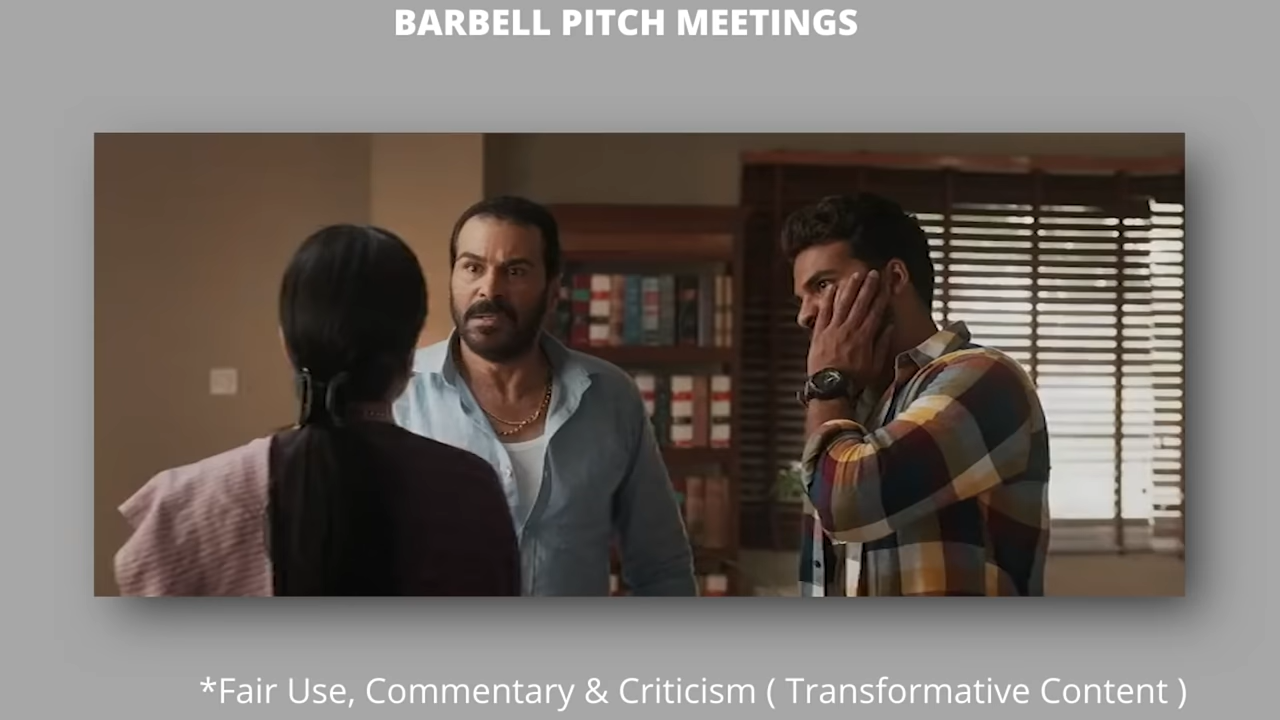 BARBELL PITCH MEETINGS
*Fair Use, Commentary & Criticism ( Transformative Content )